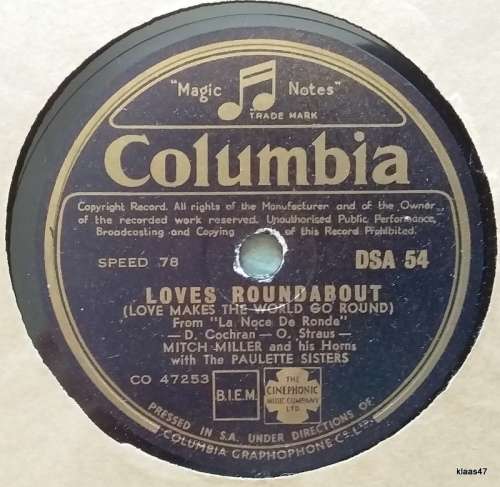 "Magic Notes"
TRADE MARK
Columbia
Copyright Record. All rights of the Manufacturer and of the Owner
of the recorded work reserved. Unauthorised Public Performance,
Broadcasting and Copying of this Record Prohibited.
SPEED 78
DSA 54
LOVES ROUNDABOUT
(LOVE MAKES THE WORLD GO ROUND)
From "La Noce De Ronde"
— D. Cochran — O. Straus —
MITCH MILLER and his Horns
with The PAULETTE SISTERS
CO 47253
B.I.E.M.
THE
CINEPHONIC
MUSIC COMPANY
LTD.
PRESSED IN S.A. UNDER DIRECTIONS OF
COLUMBIA GRAPHOPHONE Co. LTD.
klaas47